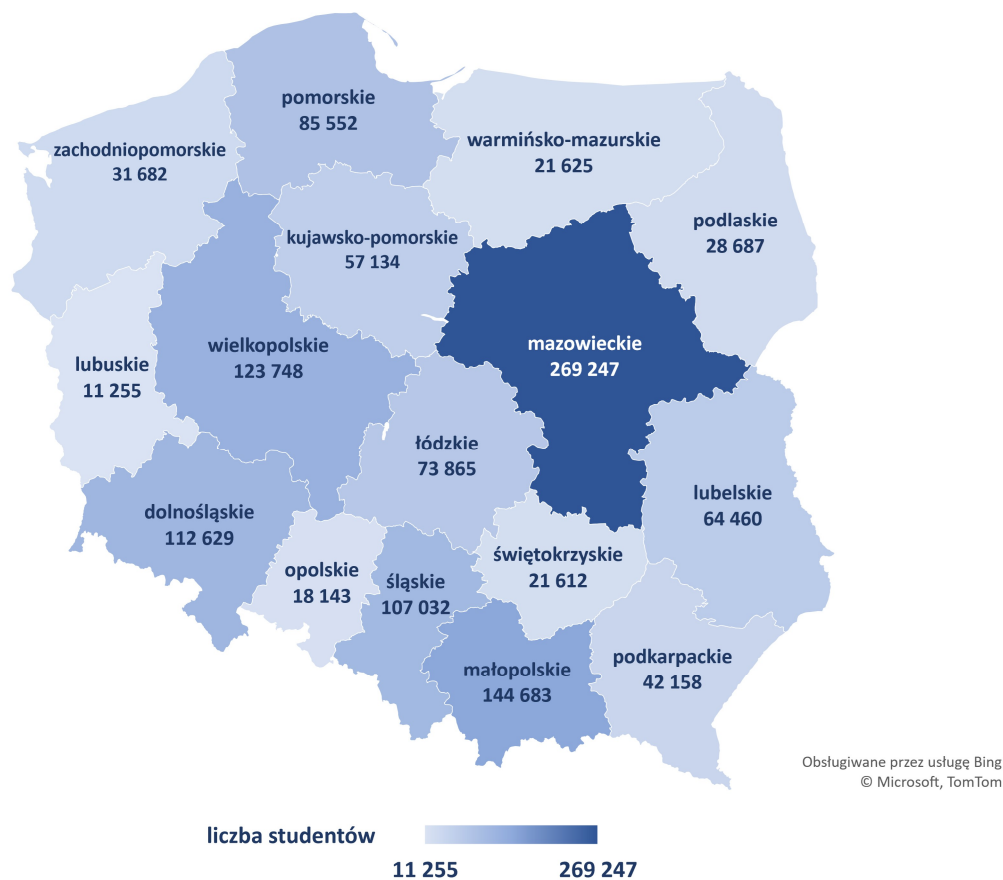 pomorskie
85 552
warmińsko-mazurskie
21 625
zachodniopomorskie
31 682
podlaskie
28 687
kujawsko-pomorskie
57 134
mazowieckie
269 247
wielkopolskie
123 748
lubuskie
11 255
łódzkie
73 865
lubelskie
64 460
dolnośląskie
112 629
świętokrzyskie
21 612
opolskie
18 143
śląskie
107 032
podkarpackie
42 158
małopolskie
144 683
Obsługiwane przez usługę Bing
© Microsoft, TomTom
liczba studentów
11 255 269 247